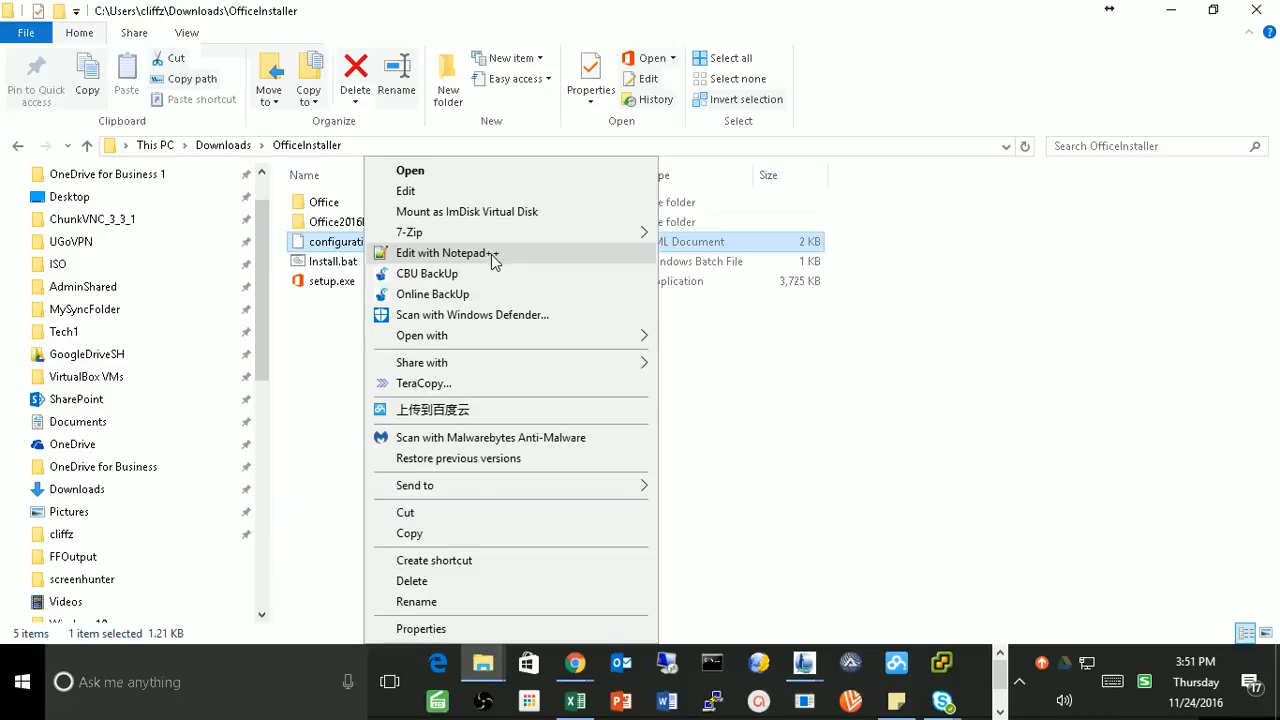 C:\Users\cliffz\Downloads\OfficeInstaller
File Home Share View
Pin to Quick access
Copy
Paste
Cut
Copy path
Paste shortcut
Clipboard
Move to
Copy to
Delete
Rename
Organize
New folder
New item
Easy access
New
Properties
Open
Edit
History
Open
Select all
Select none
Invert selection
Select
This PC Downloads OfficeInstaller
Search OfficeInstaller
OneDrive for Business 1
Desktop
ChunkVNC_3_3_1
UGoVPN
ISO
AdminShared
MySyncFolder
Tech1
GoogleDriveSH
VirtualBox VMs
SharePoint
Documents
OneDrive
OneDrive for Business
Downloads
Pictures
cliffz
FFOutput
screenhunter
Videos
Name pe Size
Office e folder
Office2016 e folder
configurati ML Document 2 KB
Install.bat ndows Batch File 1 KB
setup.exe plication 3,725 KB
Open
Edit
Mount as ImDisk Virtual Disk
7-Zip
Edit with Notepad++
CBU BackUp
Online BackUp
Scan with Windows Defender...
Open with
Share with
TeraCopy...
上传到百度云
Scan with Malwarebytes Anti-Malware
Restore previous versions
Send to
Cut
Copy
Create shortcut
Delete
Rename
Properties
5 items 1 item selected 1.21 KB
Ask me anything
3:51 PM
Thursday
11/24/2016
17